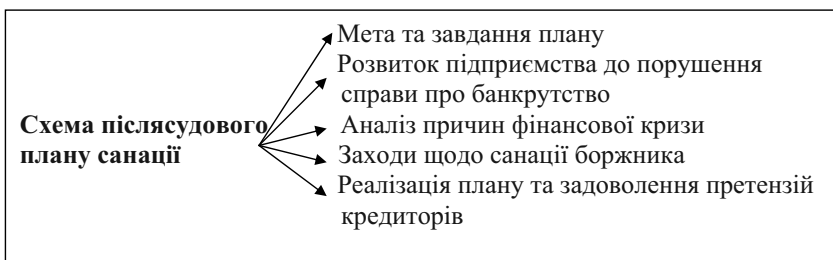 Мета та завдання плану
Розвиток підприємства до порушення
справи про банкрутство
Схема післясудового
плану санації
Аналіз причин фінансової кризи
Заходи щодо санації боржника
Реалізація плану та задоволення претензій
кредиторів